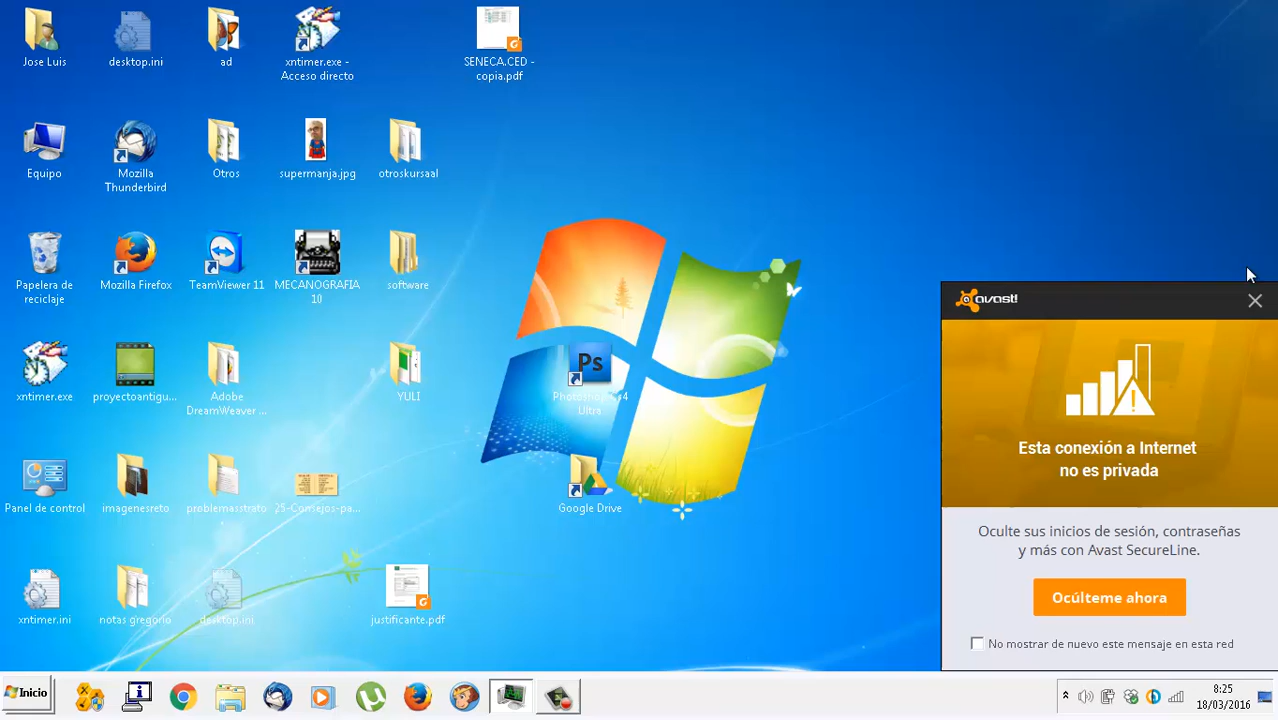 Jose Luis
desktop.ini
ad
xntimer.exe -
Acceso directo
SENECA.CED -
copia.pdf
Equipo
Mozilla
Thunderbird
Otros
supermanja.jpg
otroskursaal
Papelera de
reciclaje
Mozilla Firefox
TeamViewer 11
MECANOGRAFIA
10
software
avast!
xntimer.exe
proyectoantigu...
Adobe
DreamWeaver ...
YULI
Ps
Ultra
Esta conexión a Internet
no es privada
Panel de control
imagenesreto
problemasstrato
25-Consejos-pa...
Google Drive
Oculte sus inicios de sesión, contraseñas
y más con Avast SecureLine.
Ocúlteme ahora
xntimer.ini
notas gregorio
desktop.ini
justificante.pdf
No mostrar de nuevo este mensaje en esta red
Inicio
8:25
18/03/2016